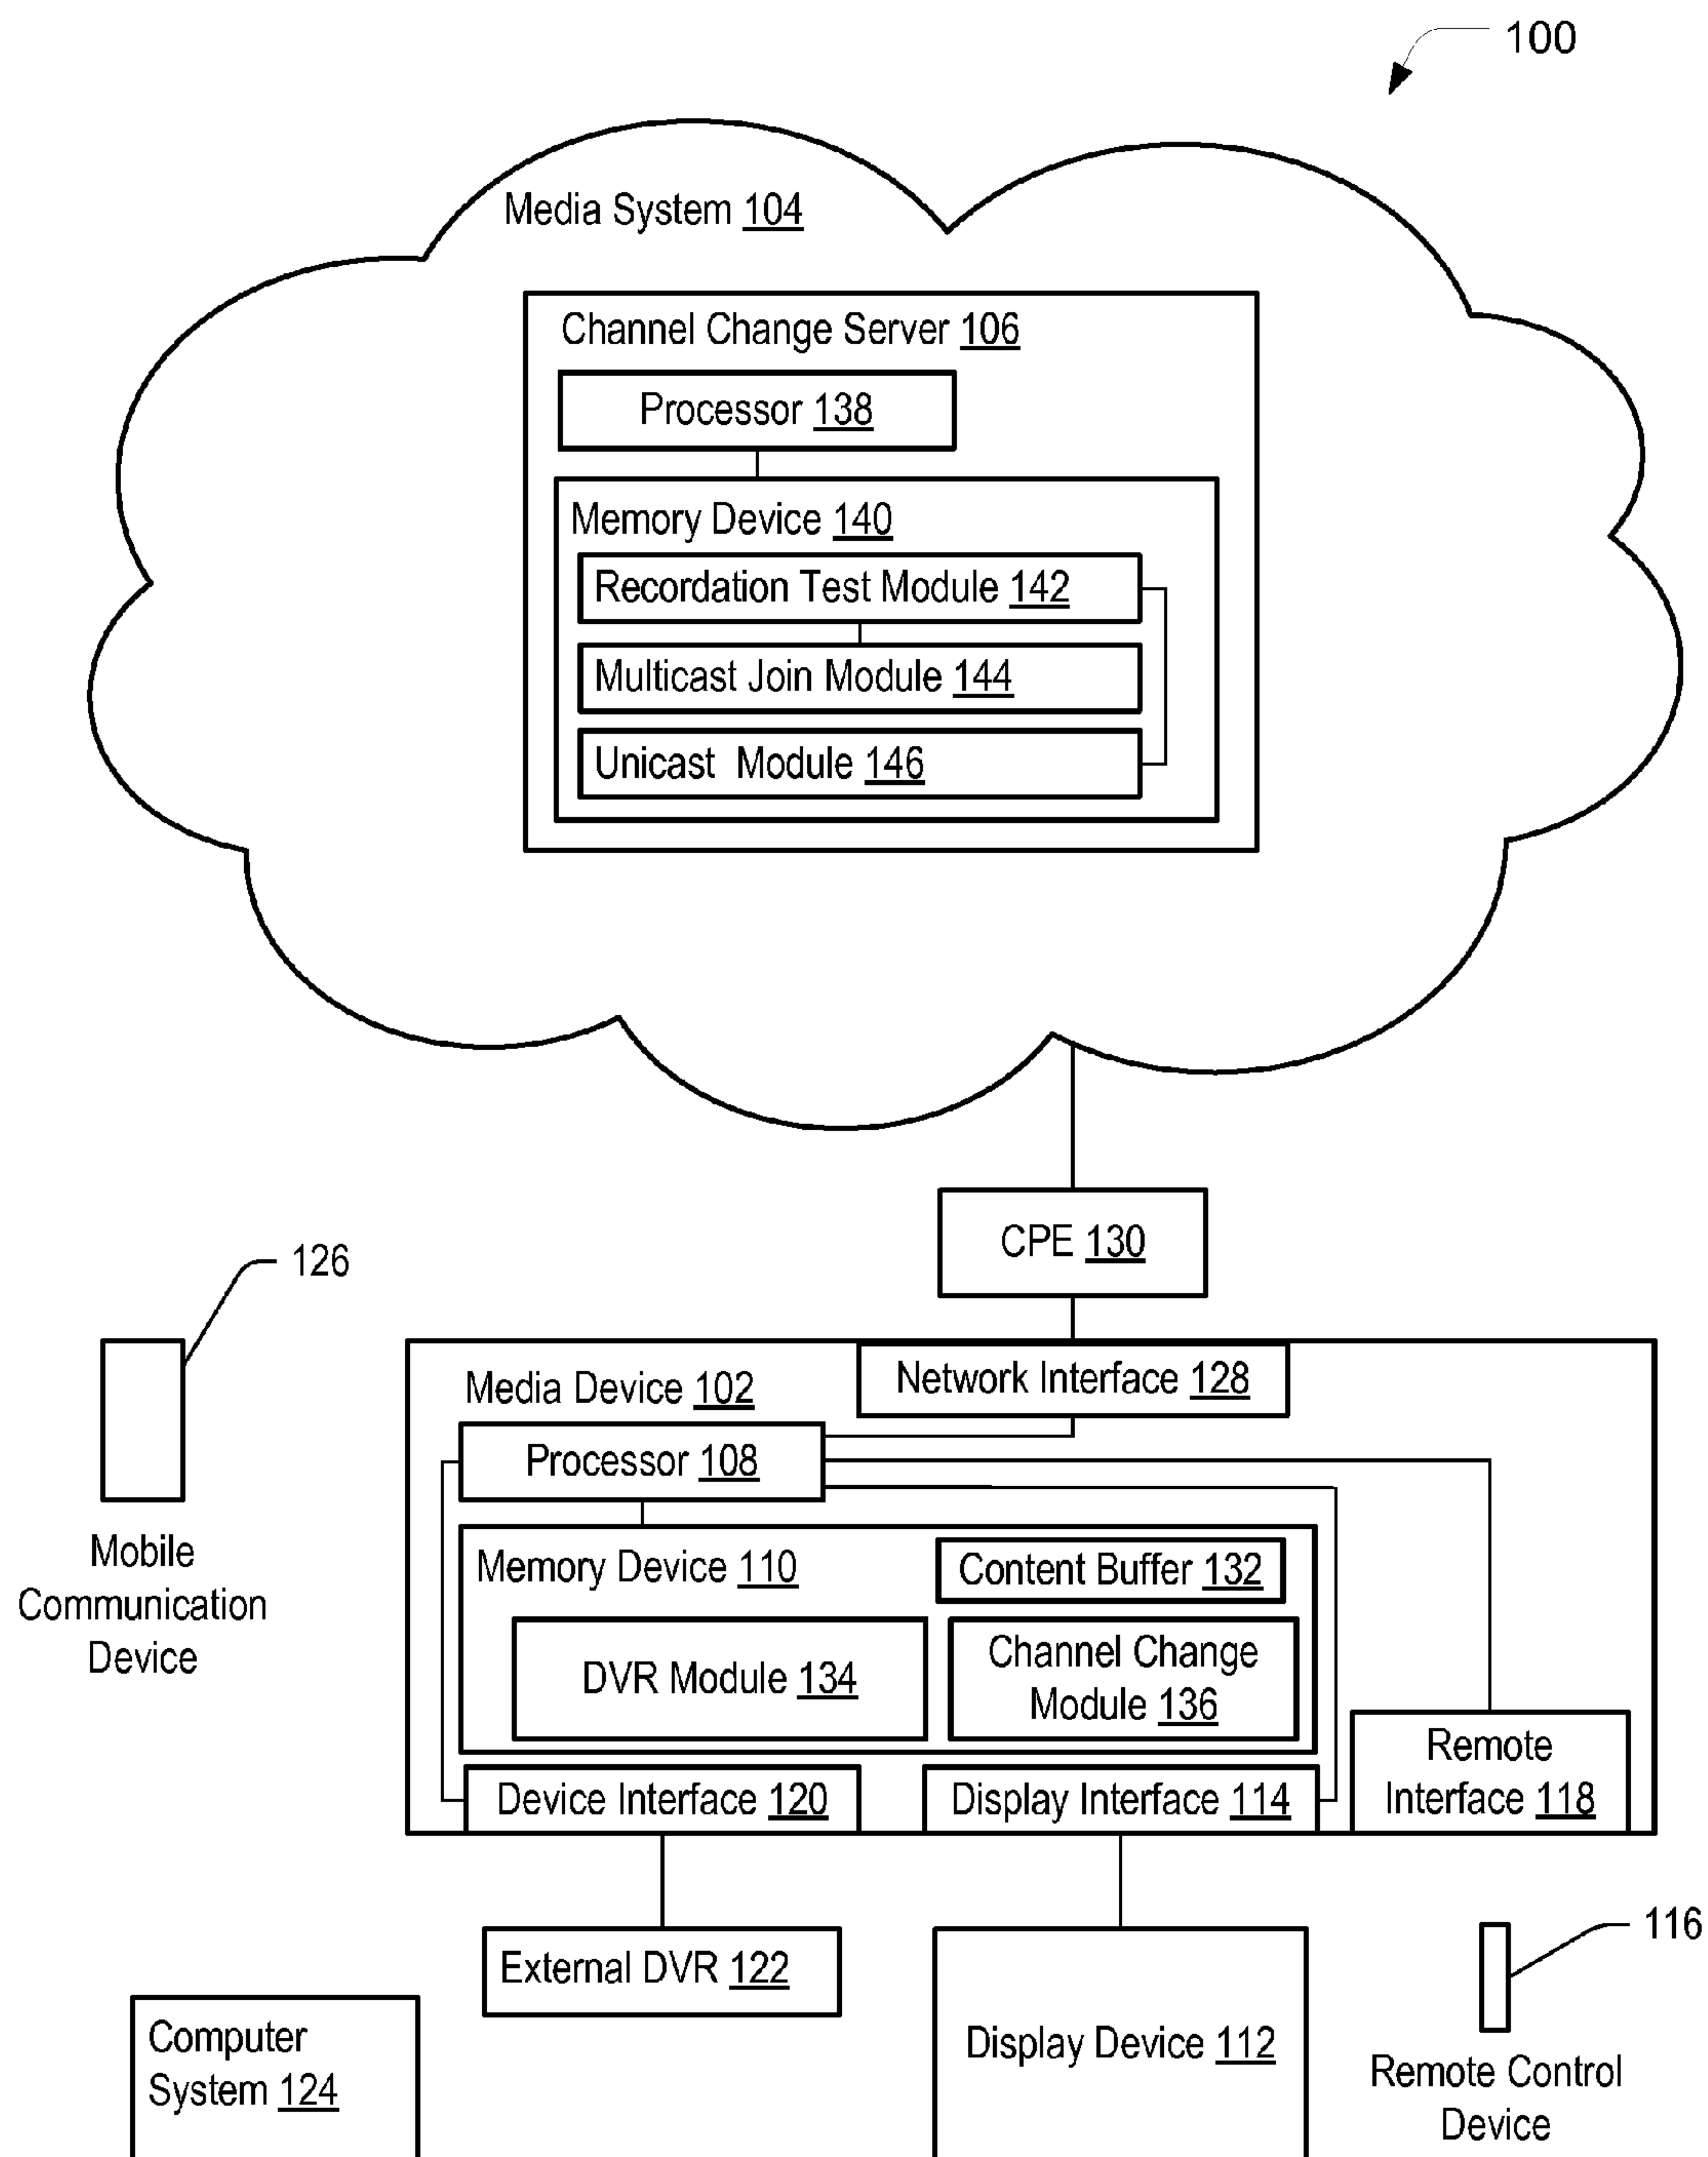 100
Media System 104
Channel Change Server 106
Processor 138
Memory Device 140
Recordation Test Module 142
Multicast Join Module 144
Unicast Module 146
CPE 130
126
Mobile
Communication
Device
Media Device 102
Network Interface 128
Processor 108
Memory Device 110
Content Buffer 132
DVR Module 134
Channel Change
Module 136
Device Interface 120
Display Interface 114
Remote
Interface 118
External DVR 122
116
Computer
System 124
Display Device 112
Remote Control
Device